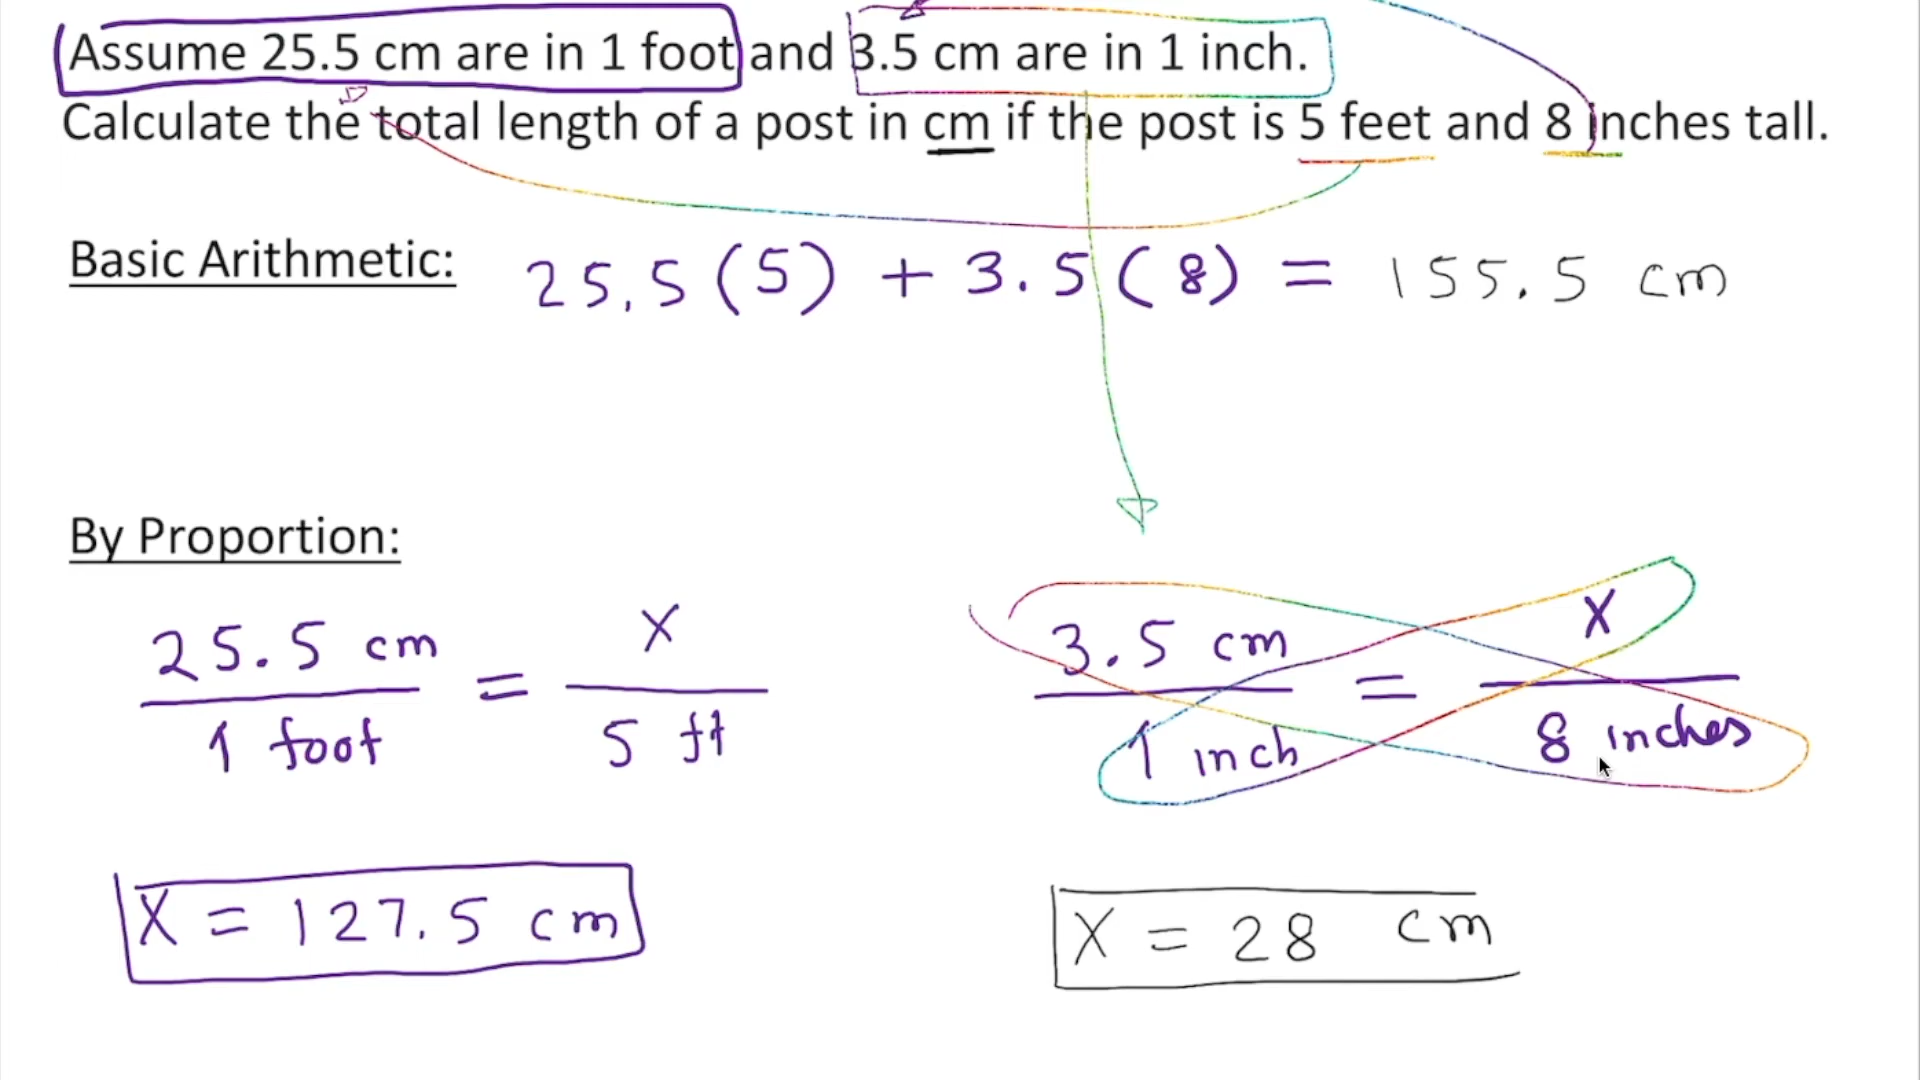 Assume 25.5 cm are in 1 foot and 3.5 cm are in 1 inch.
Calculate the total length of a post in cm if the post is 5 feet and 8 inches tall.
Basic Arithmetic: 25.5 (5) + 3.5 (8) = 155.5 cm
By Proportion:
25.5 cm / 1 foot = X / 5 ft
3.5 cm / 1 inch = X / 8 inches
X = 127.5 cm
X = 28 cm